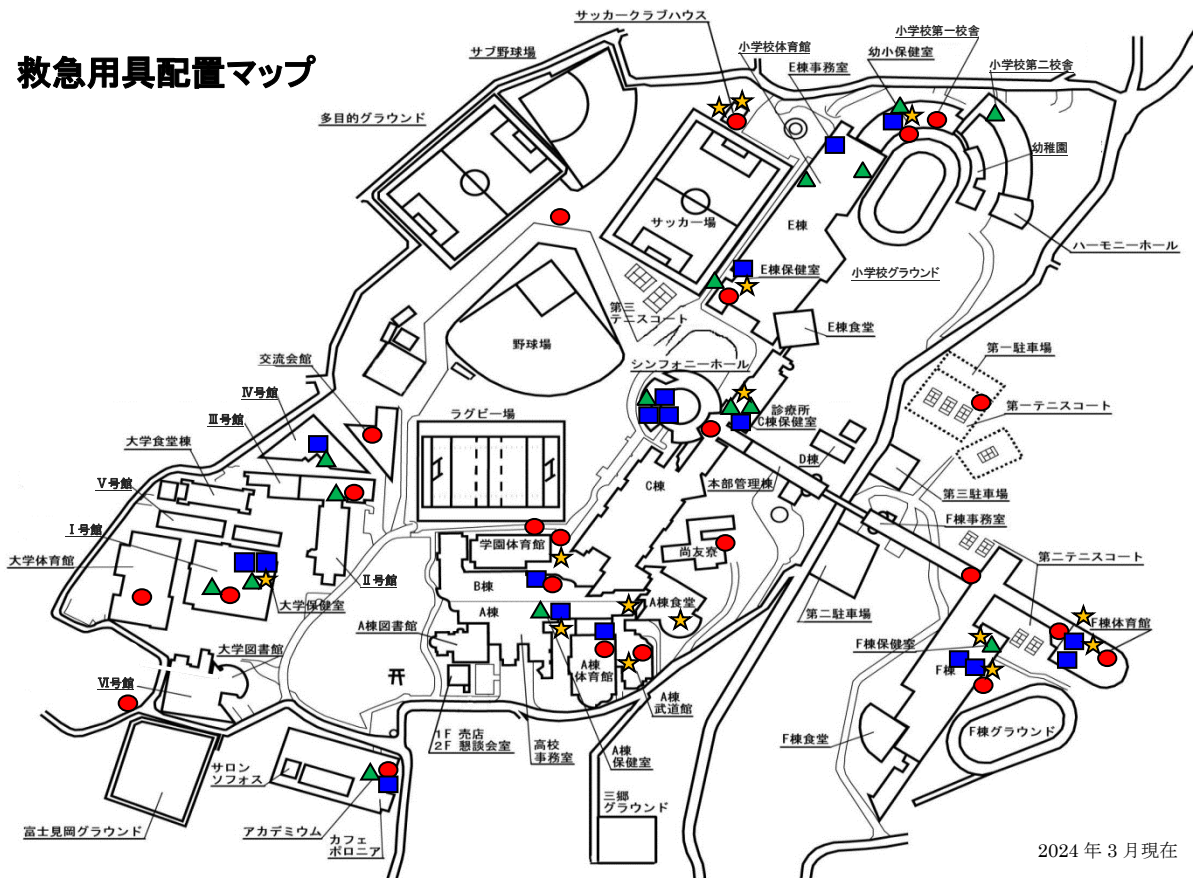 救急用具配置マップ
サッカークラブハウス
小学校第一校舎
サブ野球場
小学校体育館
幼小保健室
E棟事務室
小学校第二校舎
多目的グラウンド
幼稚園
サッカー場
E棟
ハーモニーホール
E棟保健室
小学校グラウンド
第三
テニスコート
E棟食堂
野球場
第一駐車場
交流会館
シンフォニーホール
Ⅳ号館
第一テニスコート
ラグビー場
診療所
C棟保健室
Ⅲ号館
大学食堂棟
D棟
C棟
本部管理棟
Ⅴ号館
第三駐車場
F棟事務室
Ⅰ号館
学園体育館
尚友寮
大学体育館
第二テニスコート
B棟
Ⅱ号館
大学保健室
A棟
A棟食堂
第二駐車場
A棟図書館
F棟体育館
F棟保健室
大学図書館
A棟
体育館
F棟
Ⅵ号館
A棟
武道館
1F 売店
2F 懇談会室
高校
事務室
A棟
保健室
F棟食堂
F棟グラウンド
サロン
ソフォス
三郷
グラウンド
富士見岡グラウンド
アカデミウム
カフェ
ポロニア
2024 年 3 月現在